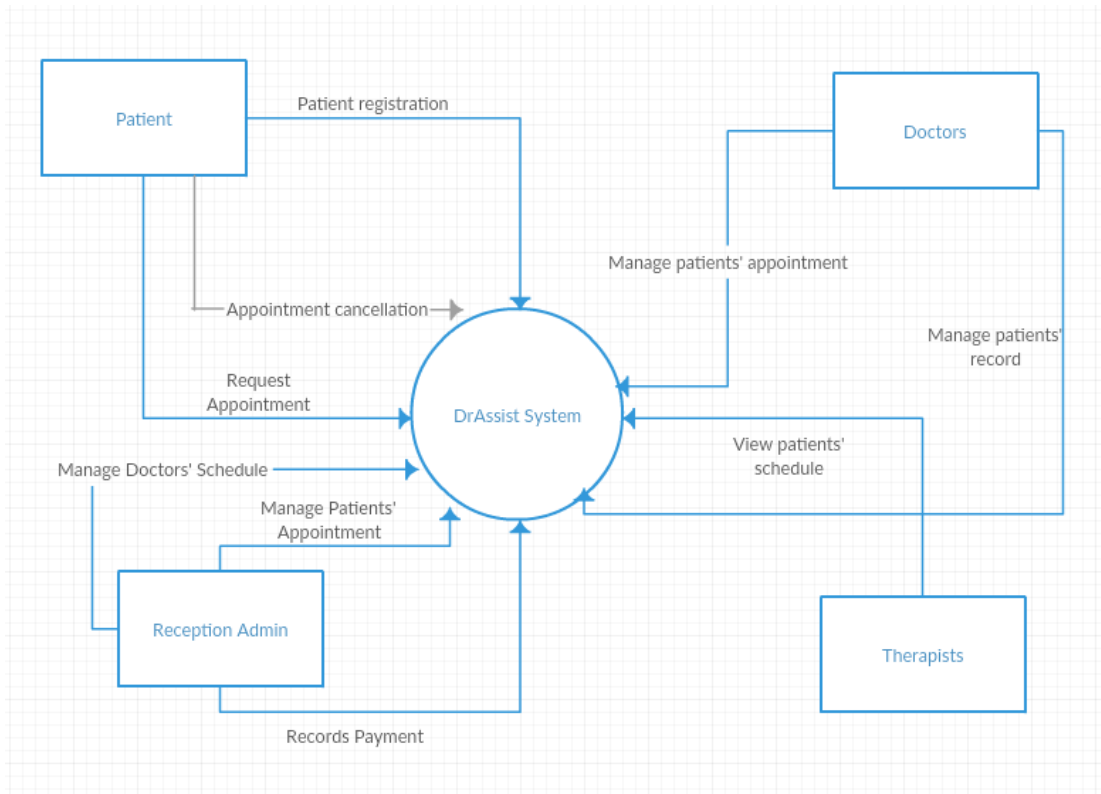 Patient registration
Patient
Doctors
Manage patients' appointment
Appointment cancellation
Manage patients'
record
Request
Appointment
DrAssist System
View patients'
schedule
Manage Doctors' Schedule
Manage Patients'
Appointment
Reception Admin
Therapists
Records Payment